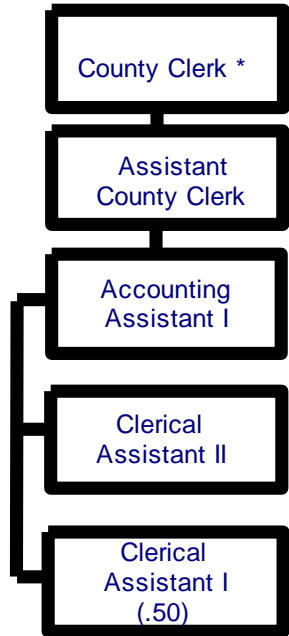 County Clerk *
Assistant
County Clerk
Accounting
Assistant I
Clerical
Assistant II
Clerical
Assistant I
(.50)